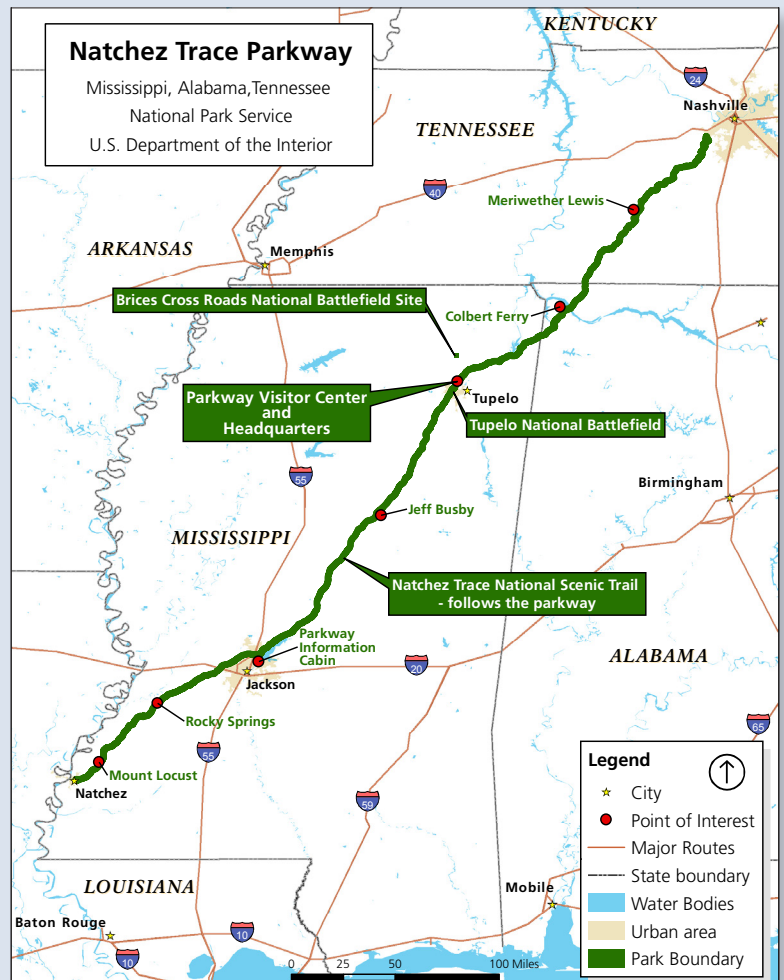 Natchez Trace Parkway
Mississippi, Alabama,Tennessee
National Park Service
U.S. Department of the Interior
KENTUCKY
24
Nashville
TENNESSEE
40
Meriwether Lewis
ARKANSAS
Memphis
Brices Cross Roads National Battlefield Site
Colbert Ferry
Parkway Visitor Center
and
Headquarters
Tupelo
Tupelo National Battlefield
55
Birmingham
Jeff Busby
MISSISSIPPI
Natchez Trace National Scenic Trail
- follows the parkway
Parkway
Information
Cabin
20
ALABAMA
Jackson
Rocky Springs
65
55
Mount Locust
Natchez
59
Legend
City
Point of Interest
Major Routes
State boundary
Water Bodies
Urban area
Park Boundary
LOUISIANA
Mobile
Baton Rouge
10
10
0 25 50 100 Miles